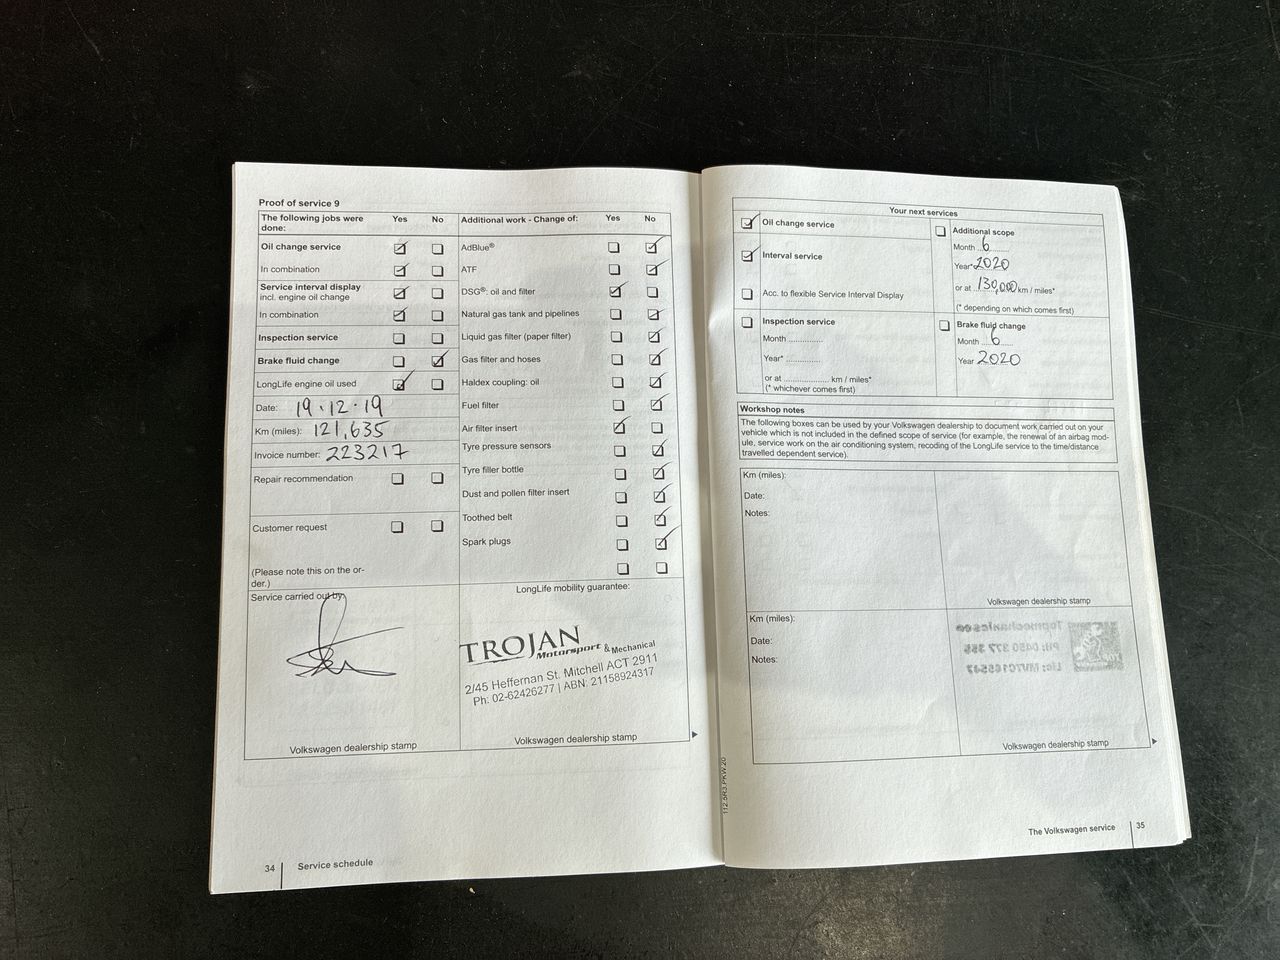 Proof of service 9
The following jobs were done: Yes No
Oil change service
In combination
Service interval display
incl. engine oil change
In combination
Inspection service
Brake fluid change
LongLife engine oil used
Date: 19.12.19
Km (miles): 121,635
Invoice number: 223217
Repair recommendation
Customer request
(Please note this on the or-
der.)
Service carried out by:
Volkswagen dealership stamp
Additional work - Change of: Yes No
AdBlue®
ATF
DSG®: oil and filter
Natural gas tank and pipelines
Liquid gas filter (paper filter)
Gas filter and hoses
Haldex coupling: oil
Fuel filter
Air filter insert
Tyre pressure sensors
Tyre filler bottle
Dust and pollen filter insert
Toothed belt
Spark plugs
LongLife mobility guarantee:
TROJAN
Motorsport & Mechanical
2/45 Heffernan St. Mitchell ACT 2911
Ph: 02-62426277 | ABN: 21158924317
Volkswagen dealership stamp
34 Service schedule
Your next services
Oil change service
Interval service
Acc. to flexible Service Interval Display
Additional scope
Month 6
Year* 2020
or at 130,000 km / miles*
(* depending on which comes first)
Inspection service
Month
Year*
or at km / miles*
(* whichever comes first)
Brake fluid change
Month 6
Year 2020
Workshop notes
The following boxes can be used by your Volkswagen dealership to document work carried out on your
vehicle which is not included in the defined scope of service (for example, the renewal of an airbag mod-
ule, service work on the air conditioning system, recoding of the LongLife service to the time/distance
travelled dependent service).
Km (miles):
Date:
Notes:
Volkswagen dealership stamp
Km (miles):
Date:
Notes:
Volkswagen dealership stamp
112.5R3.PKW.20
The Volkswagen service 35